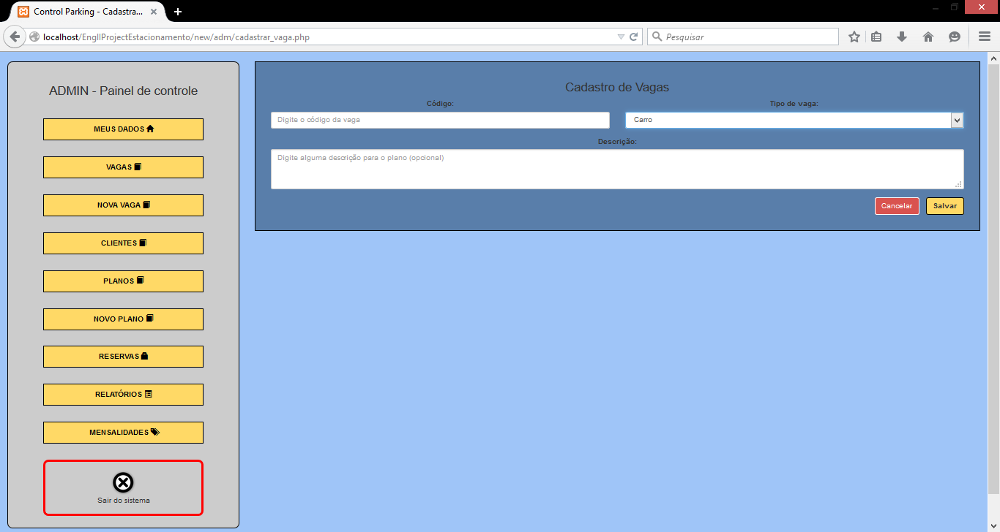 Control Parking - Cadastra...
localhost/EngIIProjectEstacionamento/new/adm/cadastrar_vaga.php
Pesquisar
ADMIN - Painel de controle
MEUS DADOS
VAGAS
NOVA VAGA
CLIENTES
PLANOS
NOVO PLANO
RESERVAS
RELATÓRIOS
MENSALIDADES
Sair do sistema
Cadastro de Vagas
Código:
Tipo de vaga:
Digite o código da vaga
Carro
Descrição:
Digite alguma descrição para o plano (opcional)
Cancelar
Salvar